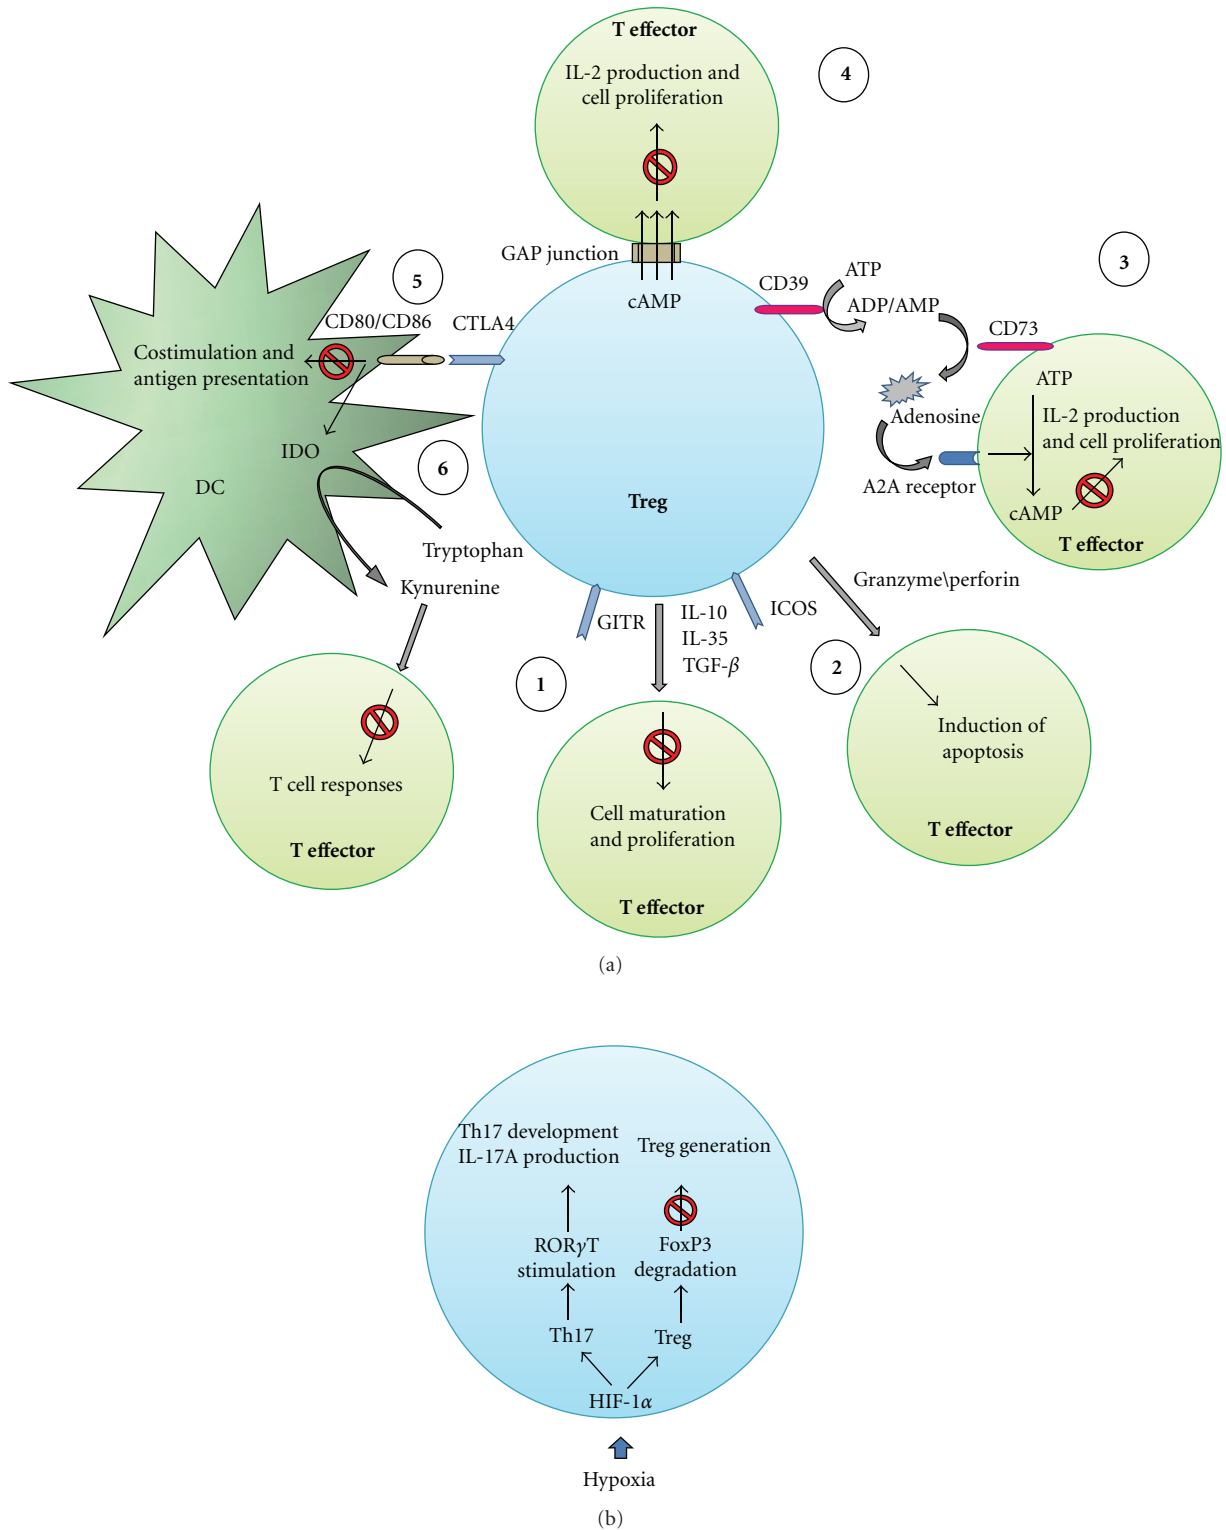 T effector
IL-2 production and
cell proliferation
4
GAP junction
cAMP
CD39
ATP
ADP/AMP
3
CD73
ATP
IL-2 production
and cell proliferation
Adenosine
A2A receptor
cAMP
T effector
5
CD80/CD86
CTLA4
Costimulation and
antigen presentation
IDO
6
DC
Treg
Tryptophan
Kynurenine
GITR
IL-10
IL-35
TGF-β
ICOS
Granzyme\perforin
1
2
T cell responses
T effector
Cell maturation
and proliferation
T effector
Induction of
apoptosis
T effector
(a)
Th17 development
IL-17A production
Treg generation
RORγT
stimulation
FoxP3
degradation
Th17
Treg
HIF-1α
Hypoxia
(b)